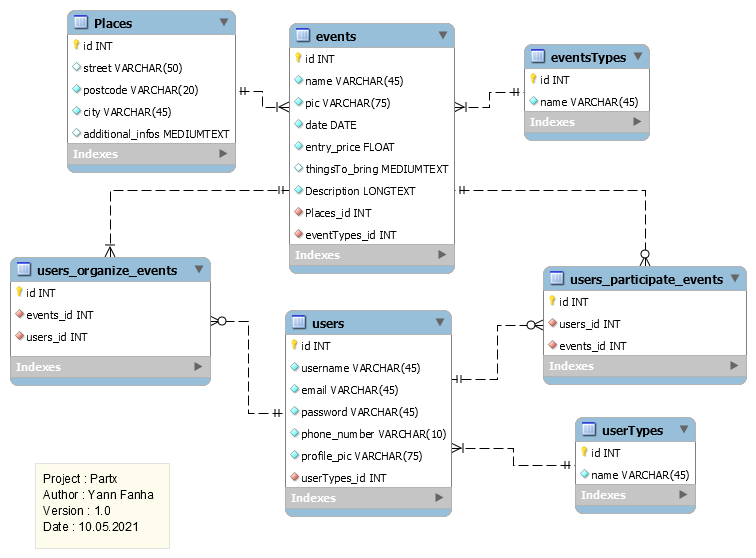 Places
id INT
street VARCHAR(50)
postcode VARCHAR(20)
city VARCHAR(45)
additional_infos MEDIUMTEXT
Indexes
events
id INT
name VARCHAR(45)
pic VARCHAR(75)
date DATE
entry_price FLOAT
thingsTo_bring MEDIUMTEXT
Description LONGTEXT
Places_id INT
eventTypes_id INT
Indexes
eventsTypes
id INT
name VARCHAR(45)
Indexes
users_organize_events
id INT
events_id INT
users_id INT
Indexes
users
id INT
username VARCHAR(45)
email VARCHAR(45)
password VARCHAR(45)
phone_number VARCHAR(10)
profile_pic VARCHAR(75)
userTypes_id INT
Indexes
users_participate_events
id INT
users_id INT
events_id INT
Indexes
userTypes
id INT
name VARCHAR(45)
Indexes
Project : Partx
Author : Yann Fanha
Version : 1.0
Date : 10.05.2021